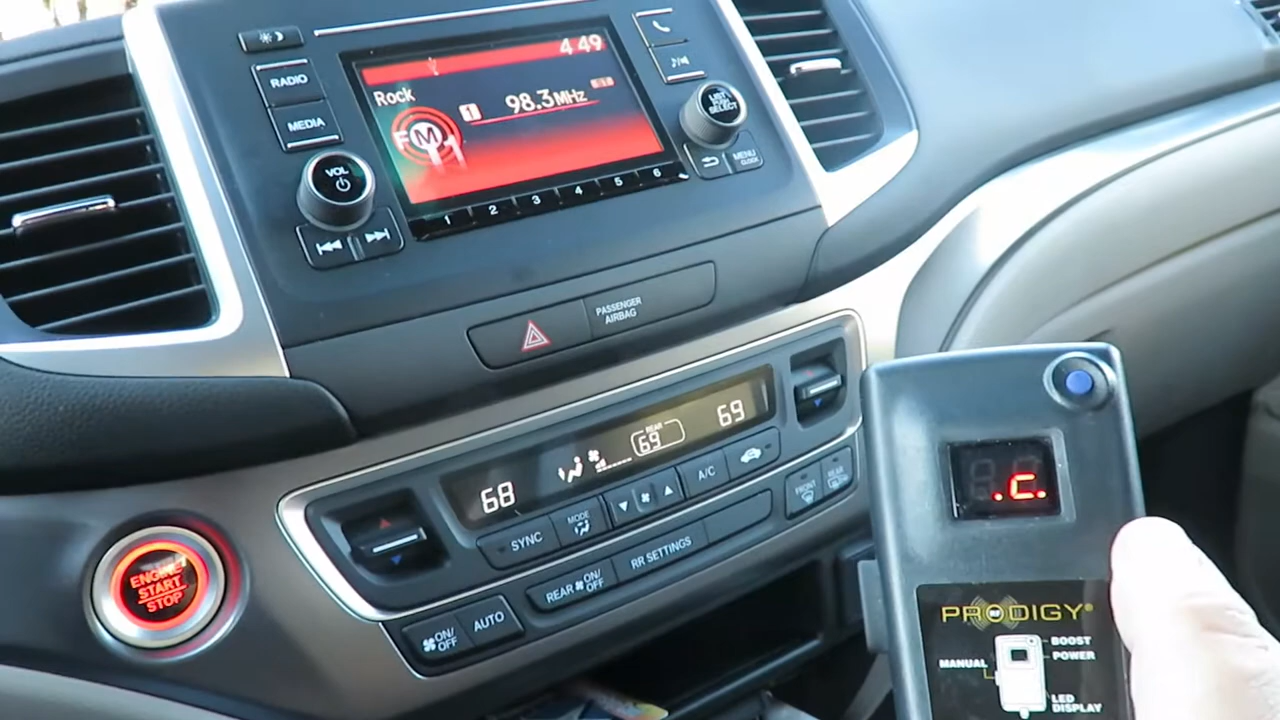 RADIO
MEDIA
VOL
4:49
Rock
1
98.3MHz
FM
1
1 2 3 4 5 6
LIST
SELECT
MENU
CLOCK
PASSENGER
AIRBAG
68
REAR
69
69
SYNC
MODE
A/C
FRONT
REAR
REAR ON/
OFF
RR SETTINGS
ON/
OFF
AUTO
ENGINE
START
STOP
.c.
PRODIGY®
RF
BOOST
POWER
MANUAL
LED
DISPLAY